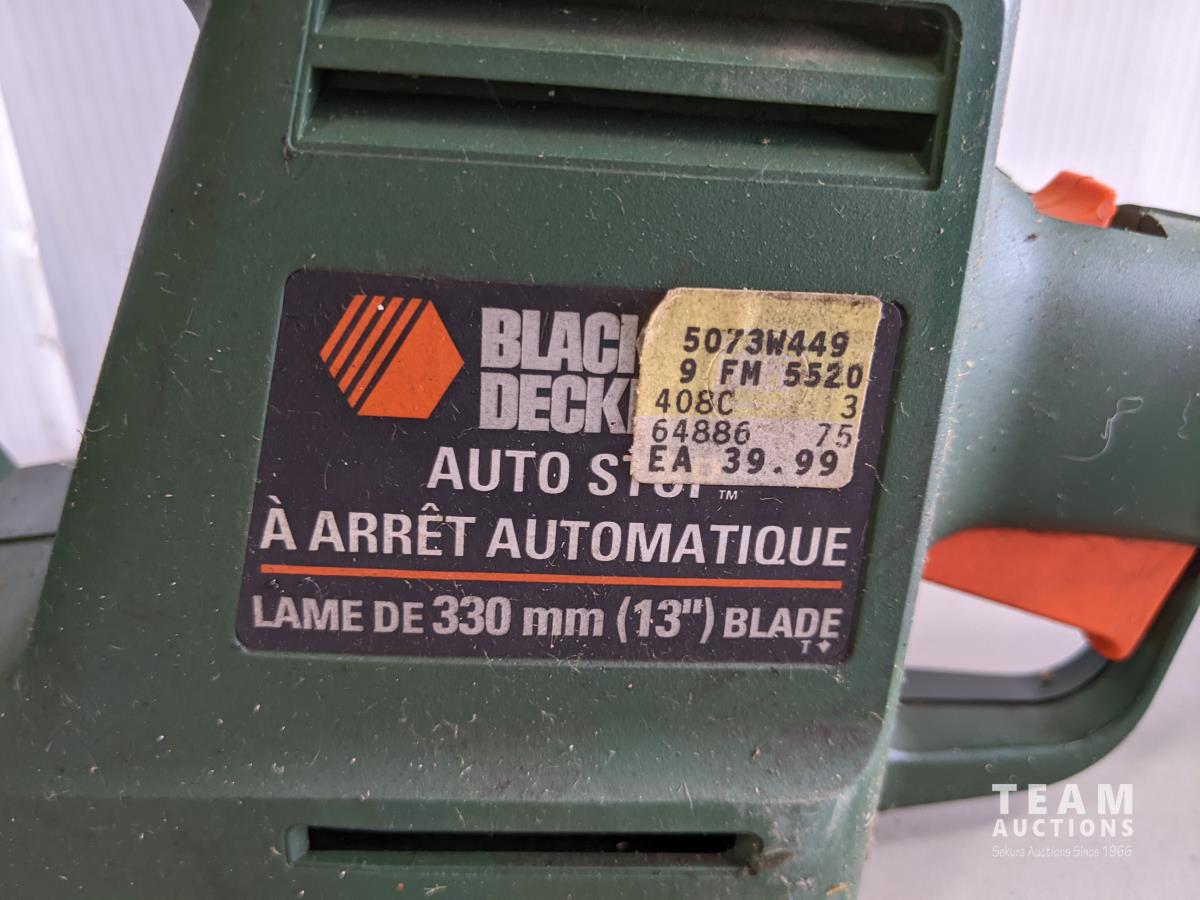 BLACK
DECK
AUTO STOP™
À ARRÊT AUTOMATIQUE
LAME DE 330 mm (13") BLADE
T
5073W449
9 FM 5520
408C 3
64886 75
EA 39.99
TEAM
AUCTIONS
Sekura Auctions Since 1966